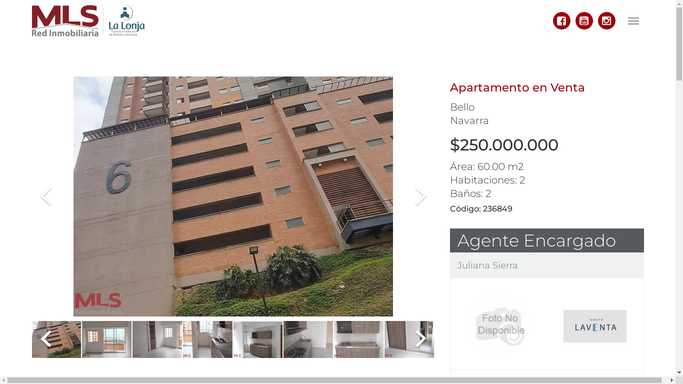 MLS
Red Inmobiliaria
La Lonja
Apartamento en Venta
Bello
Navarra
$250.000.000
Área: 60.00 m2
Habitaciones: 2
Baños: 2
Código: 236849
6
MLS
Agente Encargado
Juliana Sierra
Foto No
Disponible
LAVENTA